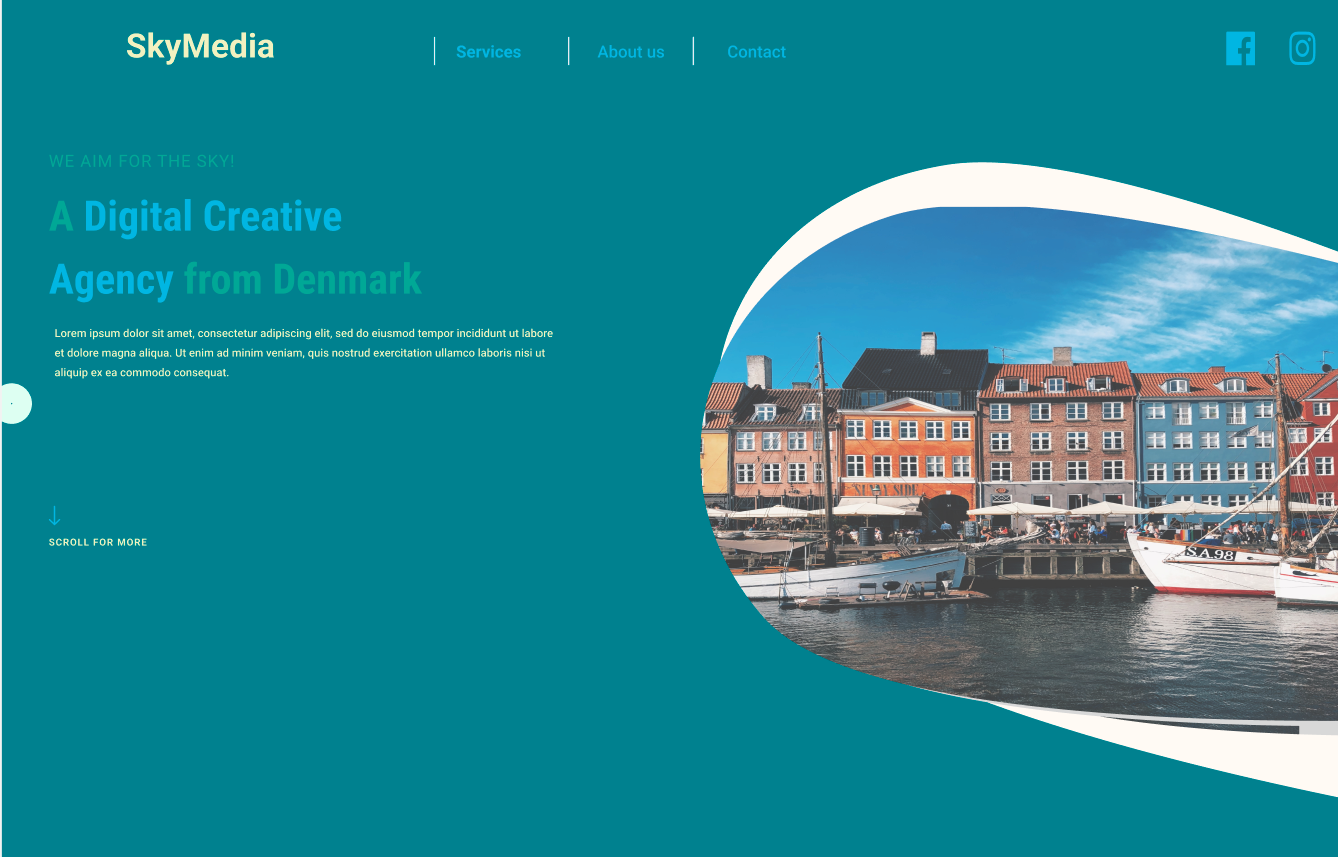 SkyMedia
Services
About us
Contact
WE AIM FOR THE SKY!
A Digital Creative
Agency from Denmark
Lorem ipsum dolor sit amet, consectetur adipiscing elit, sed do eiusmod tempor incididunt ut labore
et dolore magna aliqua. Ut enim ad minim veniam, quis nostrud exercitation ullamco laboris nisi ut
aliquip ex ea commodo consequat.
S.A.98
SCROLL FOR MORE